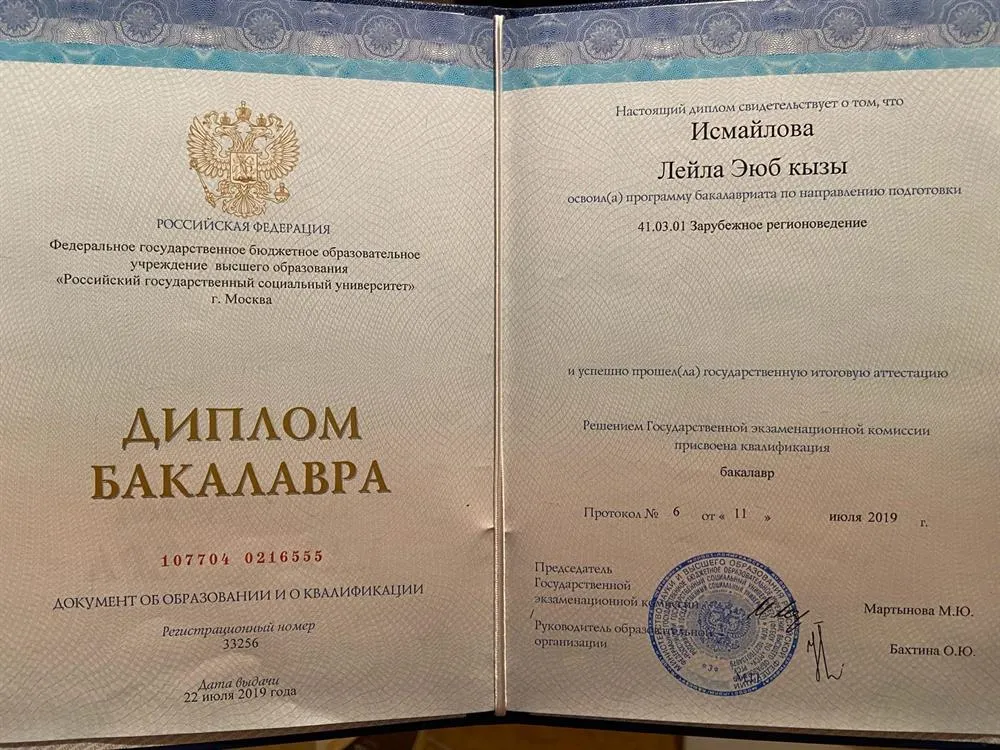 РОССИЙСКАЯ ФЕДЕРАЦИЯ
Федеральное государственное бюджетное образовательное
учреждение высшего образования
«Российский государственный социальный университет»
г. Москва
ДИПЛОМ
БАКАЛАВРА
107704 0216555
ДОКУМЕНТ ОБ ОБРАЗОВАНИИ И О КВАЛИФИКАЦИИ
Регистрационный номер
33256
Дата выдачи
22 июля 2019 года
Настоящий диплом свидетельствует о том, что
Исмайлова
Лейла Эюб кызы
освоил(а) программу бакалавриата по направлению подготовки
41.03.01 Зарубежное регионоведение
и успешно прошел(ла) государственную итоговую аттестацию
Решением Государственной экзаменационной комиссии
присвоена квалификация
бакалавр
Протокол № 6 от « 11 » июля 2019 г.
Председатель
Государственной
экзаменационной комиссии
Мартынова М.Ю.
Руководитель образовательной
организации
Бахтина О.Ю.